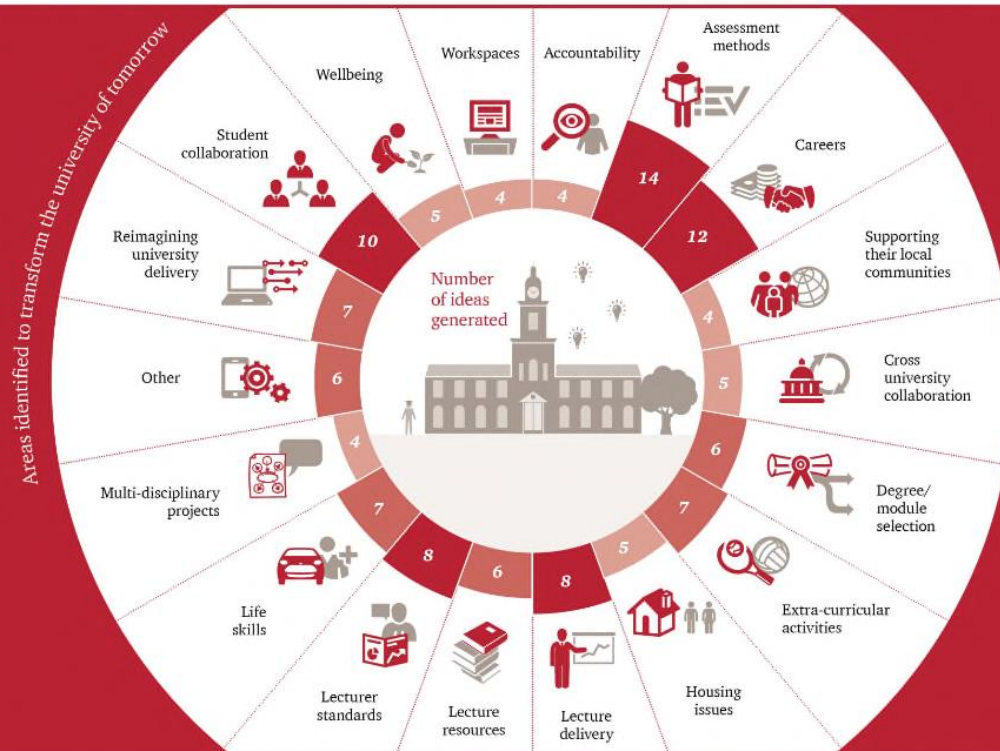 Areas identified to transform the university of tomorrow
Number
of ideas
generated
Accountability
4
Assessment
methods
14
Careers
12
Supporting
their local
communities
4
Cross
university
collaboration
5
Degree/
module
selection
6
Extra-curricular
activities
7
Housing
issues
5
Lecture
delivery
8
Lecture
resources
6
Lecturer
standards
8
Life
skills
7
Multi-disciplinary
projects
4
Other
6
Reimagining
university
delivery
7
Student
collaboration
10
Wellbeing
5
Workspaces
4